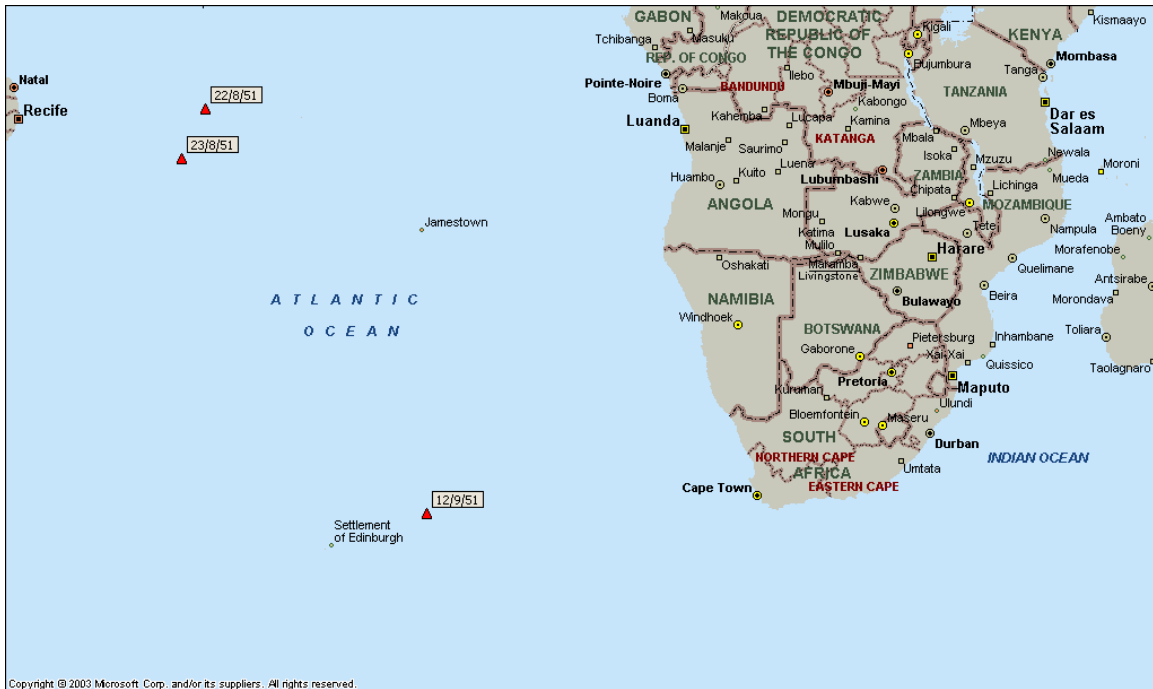 GABON
Makoua
DEMOCRATIC
REPUBLIC OF
THE CONGO
Kigali
Kismaayo
KENYA
Tchibanga
Masuku
REP. OF CONGO
Mombasa
Bujumbura
Natal
Pointe-Noire
Ilebo
BANDUNDU
Mbuji-Mayi
Tanga
TANZANIA
22/8/51
Boma
Recife
Kahemba
Lucapa
Kabongo
Kamina
Dar es
Salaam
Luanda
KATANGA
Mbeya
Mbala
23/8/51
Malanje
Saurimo
Isoka
Newala
Luena
Mzuzu
Moroni
Huambo
Kuito
Lubumbashi
ZAMBIA
Mueda
Lichinga
Chipata
ANGOLA
Kabwe
MOZAMBIQUE
Mongu
Lilongwe
Jamestown
Lusaka
Tete
Nampula
Ambato
Boeny
Katima
Mulilo
Harare
Morafenobe
Oshakati
Maramba
Livingstone
ZIMBABWE
Quelimane
Antsirabe
ATLANTIC
OCEAN
NAMIBIA
Bulawayo
Beira
Morondava
Windhoek
BOTSWANA
Toliara
Pietersburg
Inhambane
Gaborone
Xai-Xai
Quissico
Taolagnaro
Pretoria
Maputo
Kuruman
Ulundi
Bloemfontein
Maseru
SOUTH
AFRICA
Durban
NORTHERN CAPE
INDIAN OCEAN
Umtata
Cape Town
EASTERN CAPE
12/9/51
Settlement
of Edinburgh
Copyright © 2003 Microsoft Corp. and/or its suppliers. All rights reserved.